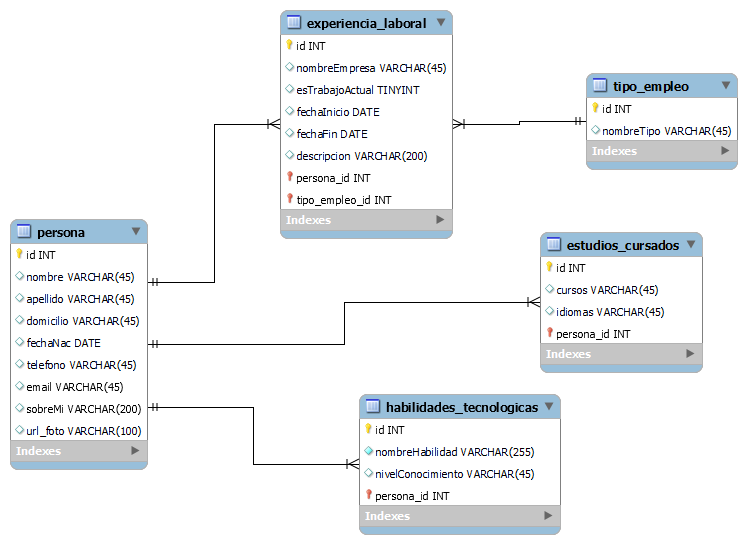 experiencia_laboral
id INT
nombreEmpresa VARCHAR(45)
esTrabajoActual TINYINT
fechaInicio DATE
fechaFin DATE
descripcion VARCHAR(200)
persona_id INT
tipo_empleo_id INT
Indexes
tipo_empleo
id INT
nombreTipo VARCHAR(45)
Indexes
persona
id INT
nombre VARCHAR(45)
apellido VARCHAR(45)
domicilio VARCHAR(45)
fechaNac DATE
telefono VARCHAR(45)
email VARCHAR(45)
sobreMi VARCHAR(200)
url_foto VARCHAR(100)
Indexes
estudios_cursados
id INT
cursos VARCHAR(45)
idiomas VARCHAR(45)
persona_id INT
Indexes
habilidades_tecnologicas
id INT
nombreHabilidad VARCHAR(255)
nivelConocimiento VARCHAR(45)
persona_id INT
Indexes